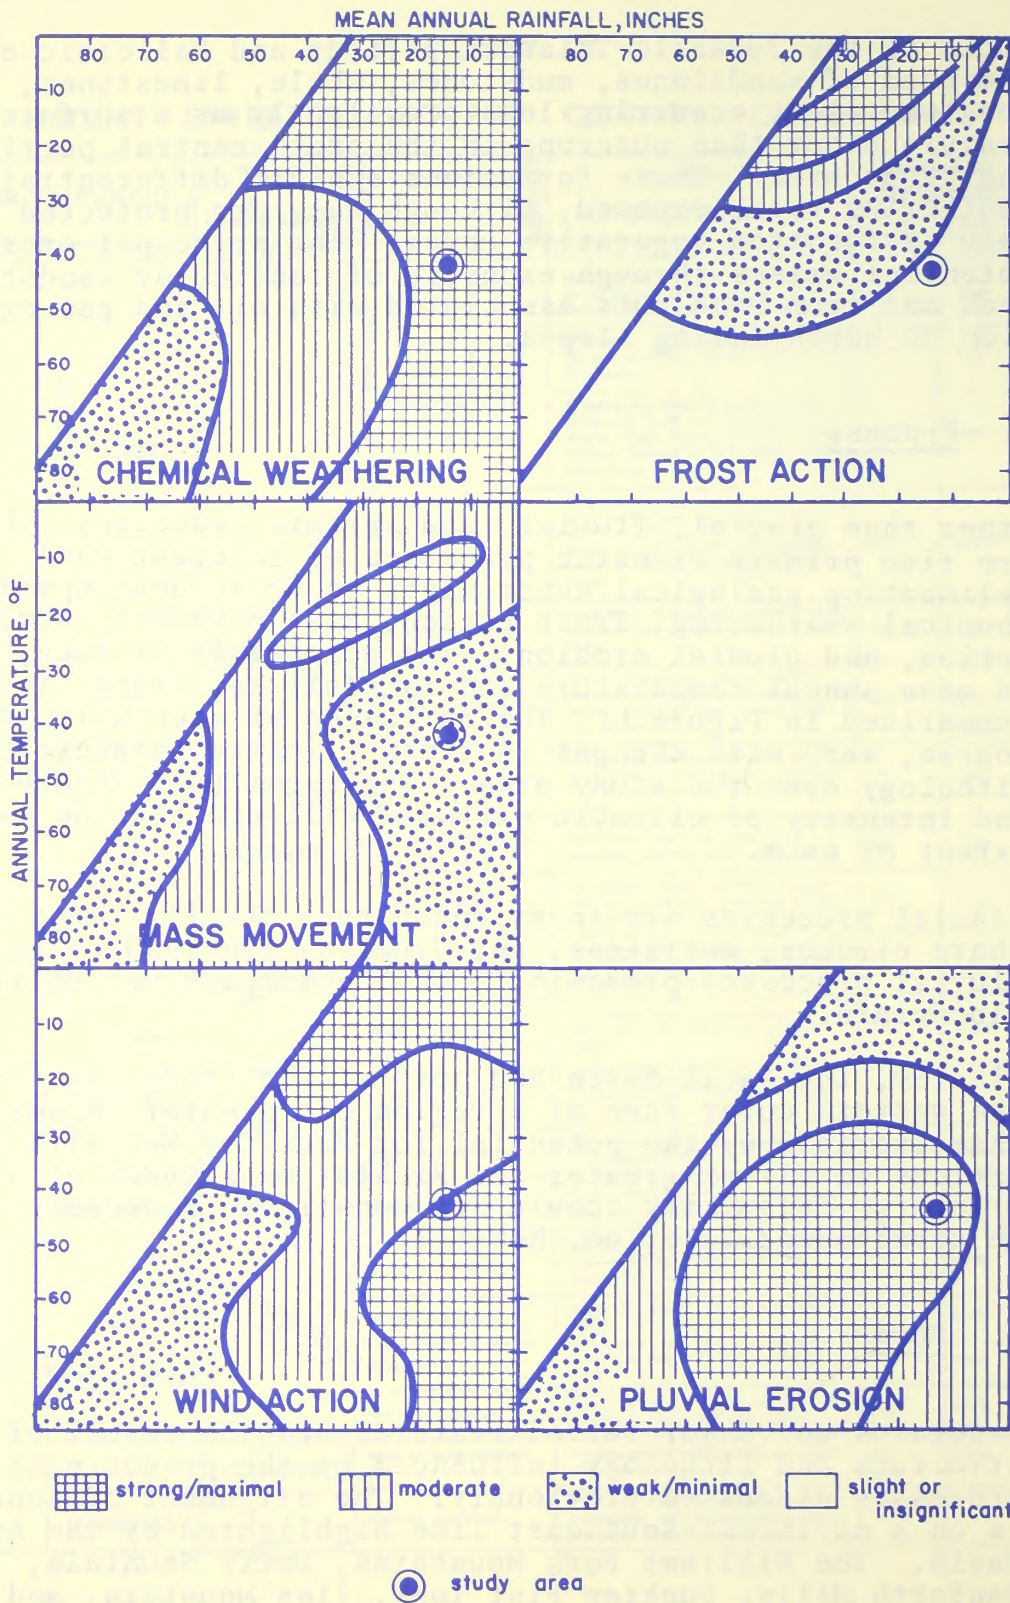 MEAN ANNUAL RAINFALL, INCHES
80 70 60 50 40 30 20 10 80 70 60 50 40 30 20 10
10
20
30
40
50
60
70
80
CHEMICAL WEATHERING FROST ACTION
ANNUAL TEMPERATURE °F
10
20
30
40
50
60
70
80
MASS MOVEMENT
10
20
30
40
50
60
70
80
WIND ACTION PLUVIAL EROSION
strong/maximal moderate weak/minimal slight or
insignificant
study area